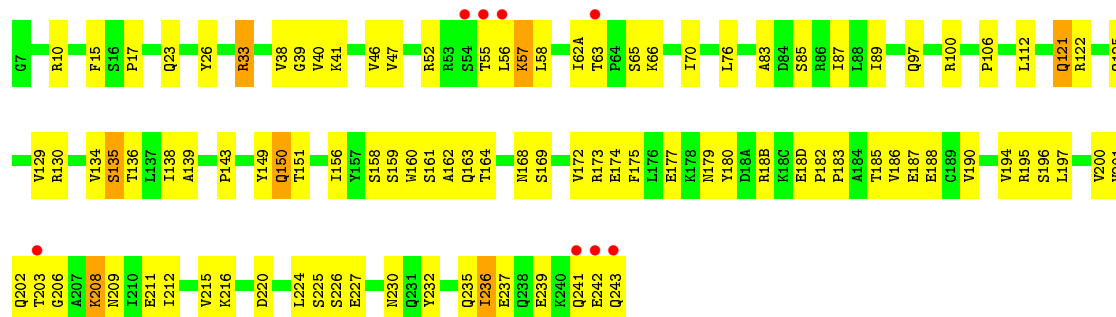 G7 R10 F15 S16 P17 Q23 Y26 R33 V38 G39 V40 K41 V46 V47 R52 R53 S54 T55 L56 K57 L58 I62A T63 P64 S65 K66 I70 L76 A83 D84 S85 R86 I87 L88 I89 Q97 R100 P106 L112 Q121 R122
V129 R130 V134 S135 T136 L137 I138 A139 P143 Y149 Q150 T151 I156 Y157 S158 S159 W160 S161 A162 Q163 T164 N168 S169 V172 R173 E174 F175 L176 E177 K178 N179 Y180 D18A R18B K18C E18D P182 P183 A184 T185 V186 E187 E188 C189 V190 V194 R195 S196 L197 V200
Q202 T203 G206 A207 K208 N209 I210 E211 I212 V215 K216 D220 L224 S225 S226 E227 N230 Q231 Y232 Q235 I236 E237 Q238 E239 K240 Q241 E242 Q243